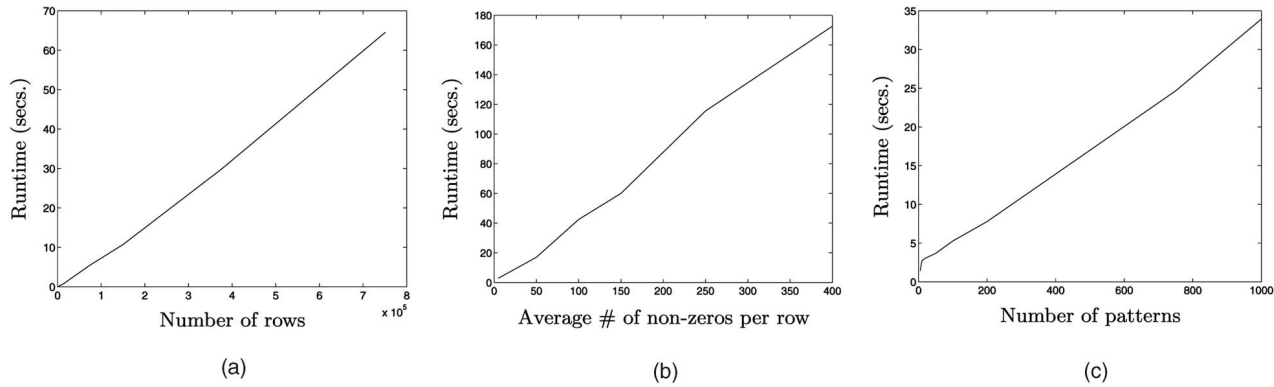 70
60
50
40
30
20
10
0
0 1 2 3 4 5 6 7 8
x 10⁵
Runtime (secs.)
Number of rows
(a)
180
160
140
120
100
80
60
40
20
0
0 50 100 150 200 250 300 350 400
Runtime (secs.)
Average # of non-zeros per row
(b)
35
30
25
20
15
10
5
0
0 200 400 600 800 1000
Runtime (secs.)
Number of patterns
(c)